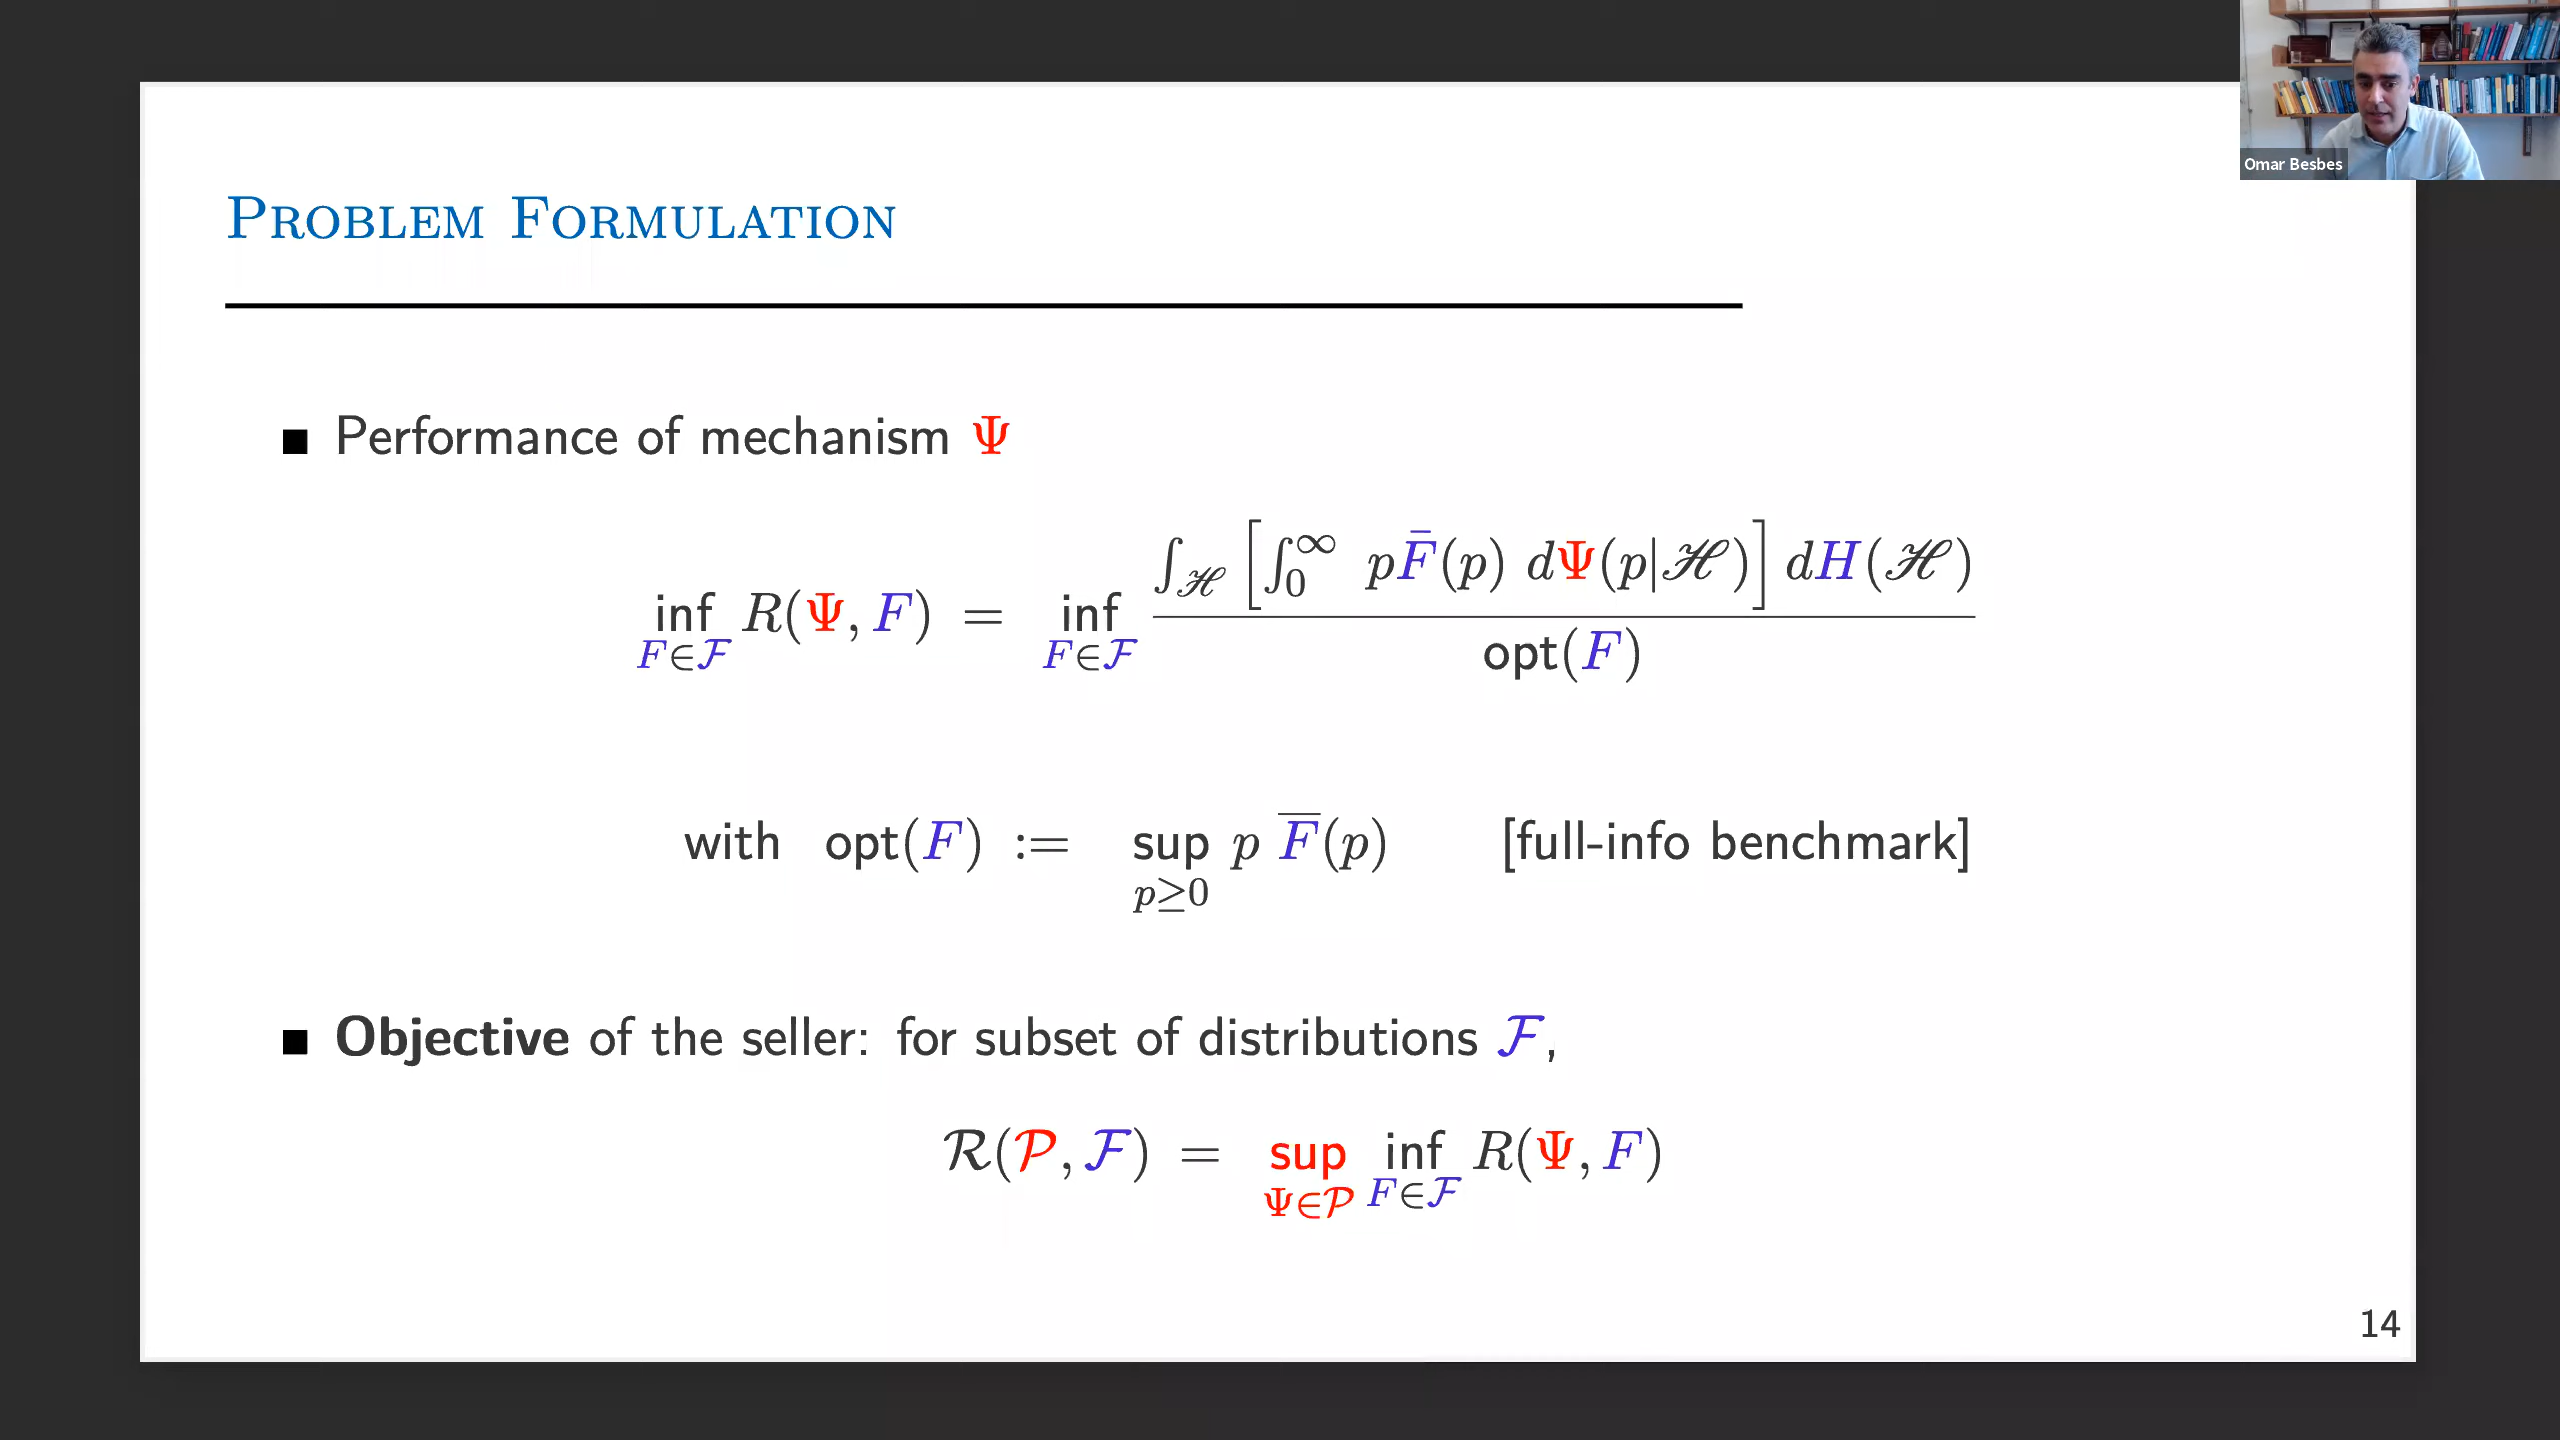 Omar Besbes
PROBLEM FORMULATION
■ Performance of mechanism Ψ
inf_{F∈ℱ} R(Ψ, F) = inf_{F∈ℱ} ∫_ℋ [∫_0^∞ p F̄(p) dΨ(p|ℋ)] dH(ℋ) / opt(F)
with opt(F) := sup_{p≥0} p F̄(p) [full-info benchmark]
■ Objective of the seller: for subset of distributions ℱ,
ℛ(𝒫, ℱ) = sup_{Ψ∈𝒫} inf_{F∈ℱ} R(Ψ, F)
14